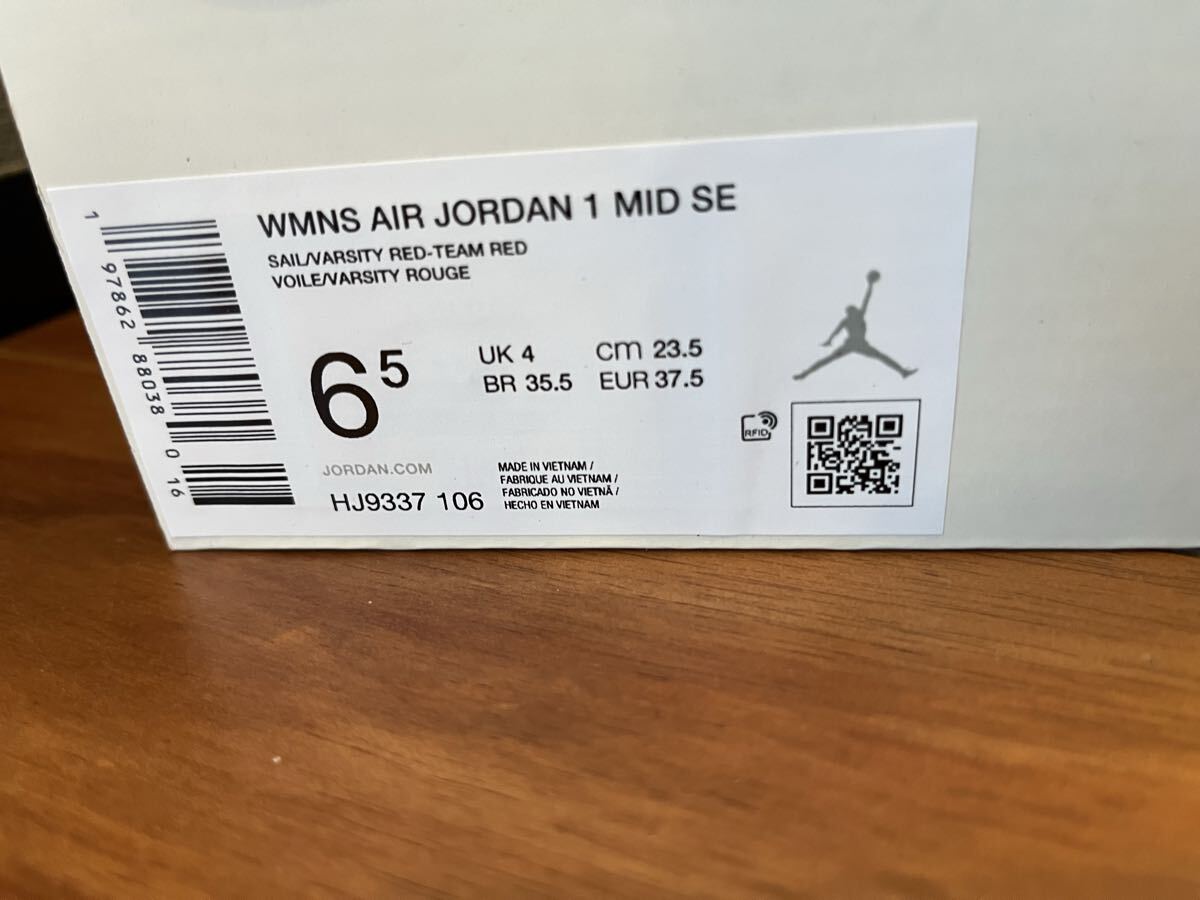 WMNS AIR JORDAN 1 MID SE
SAIL/VARSITY RED-TEAM RED
VOILE/VARSITY ROUGE
6⁵
UK 4 cm 23.5
BR 35.5 EUR 37.5
JORDAN.COM
HJ9337 106
MADE IN VIETNAM /
FABRIQUE AU VIETNAM /
FABRICADO NO VIETNÃ /
HECHO EN VIETNAM
RFID
1 97862 88038 0 16